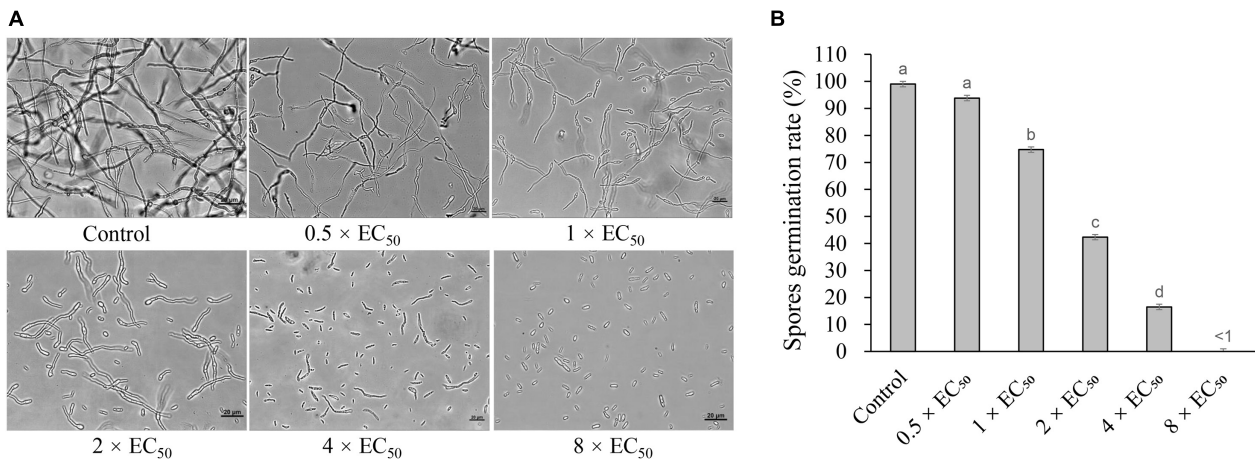 A
Control
0.5 × EC₅₀
1 × EC₅₀
20 µm
20 µm
2 × EC₅₀
20 µm
4 × EC₅₀
8 × EC₅₀
B
Spores germination rate (%)
110
100
90
80
70
60
50
40
30
20
10
0
a
a
b
c
d
<1
Control
0.5 × EC₅₀
1 × EC₅₀
2 × EC₅₀
4 × EC₅₀
8 × EC₅₀